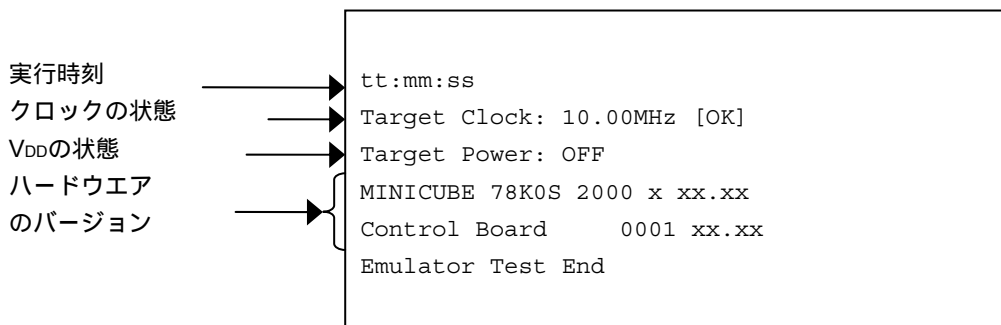 実行時刻
クロックの状態
VDDの状態
ハードウエア
のバージョン
tt:mm:ss
Target Clock: 10.00MHz [OK]
Target Power: OFF
MINICUBE 78K0S 2000 x xx.xx
Control Board 0001 xx.xx
Emulator Test End